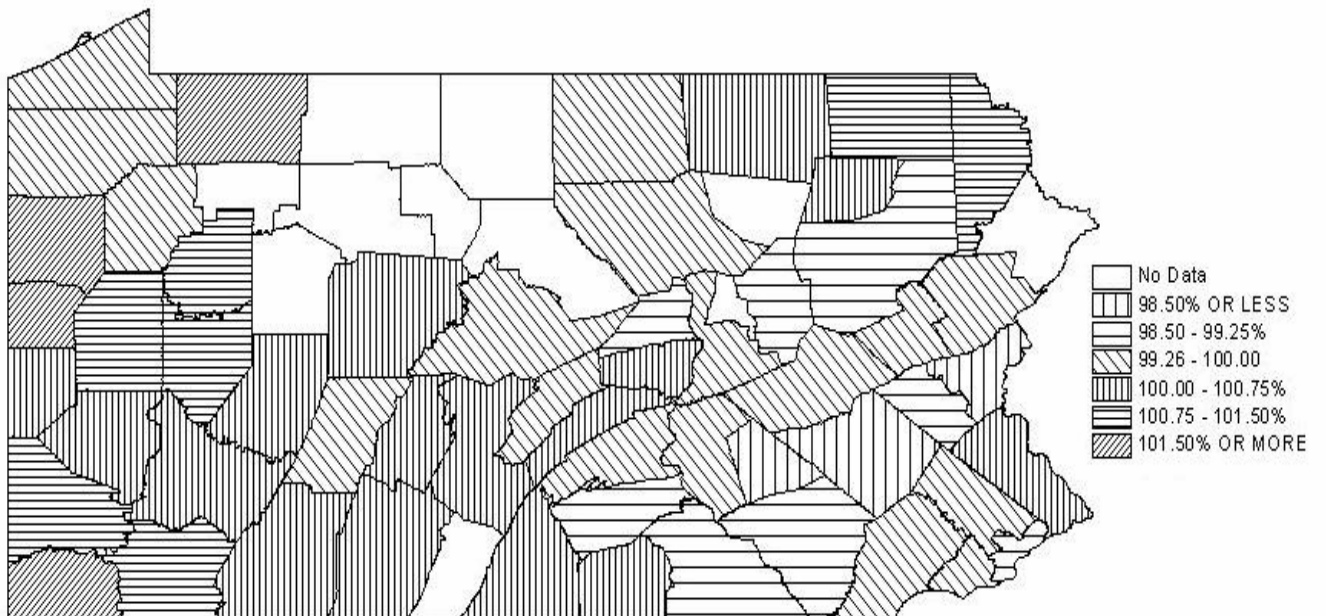 No Data
98.50% OR LESS
98.50 - 99.25%
99.26 - 100.00
100.00 - 100.75%
100.75 - 101.50%
101.50% OR MORE